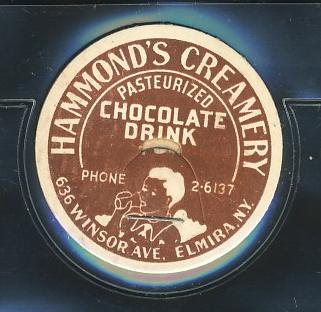 HAMMOND'S CREAMERY
PASTEURIZED
CHOCOLATE
DRINK
PHONE 2-6137
636 WINSOR AVE. ELMIRA, N.Y.